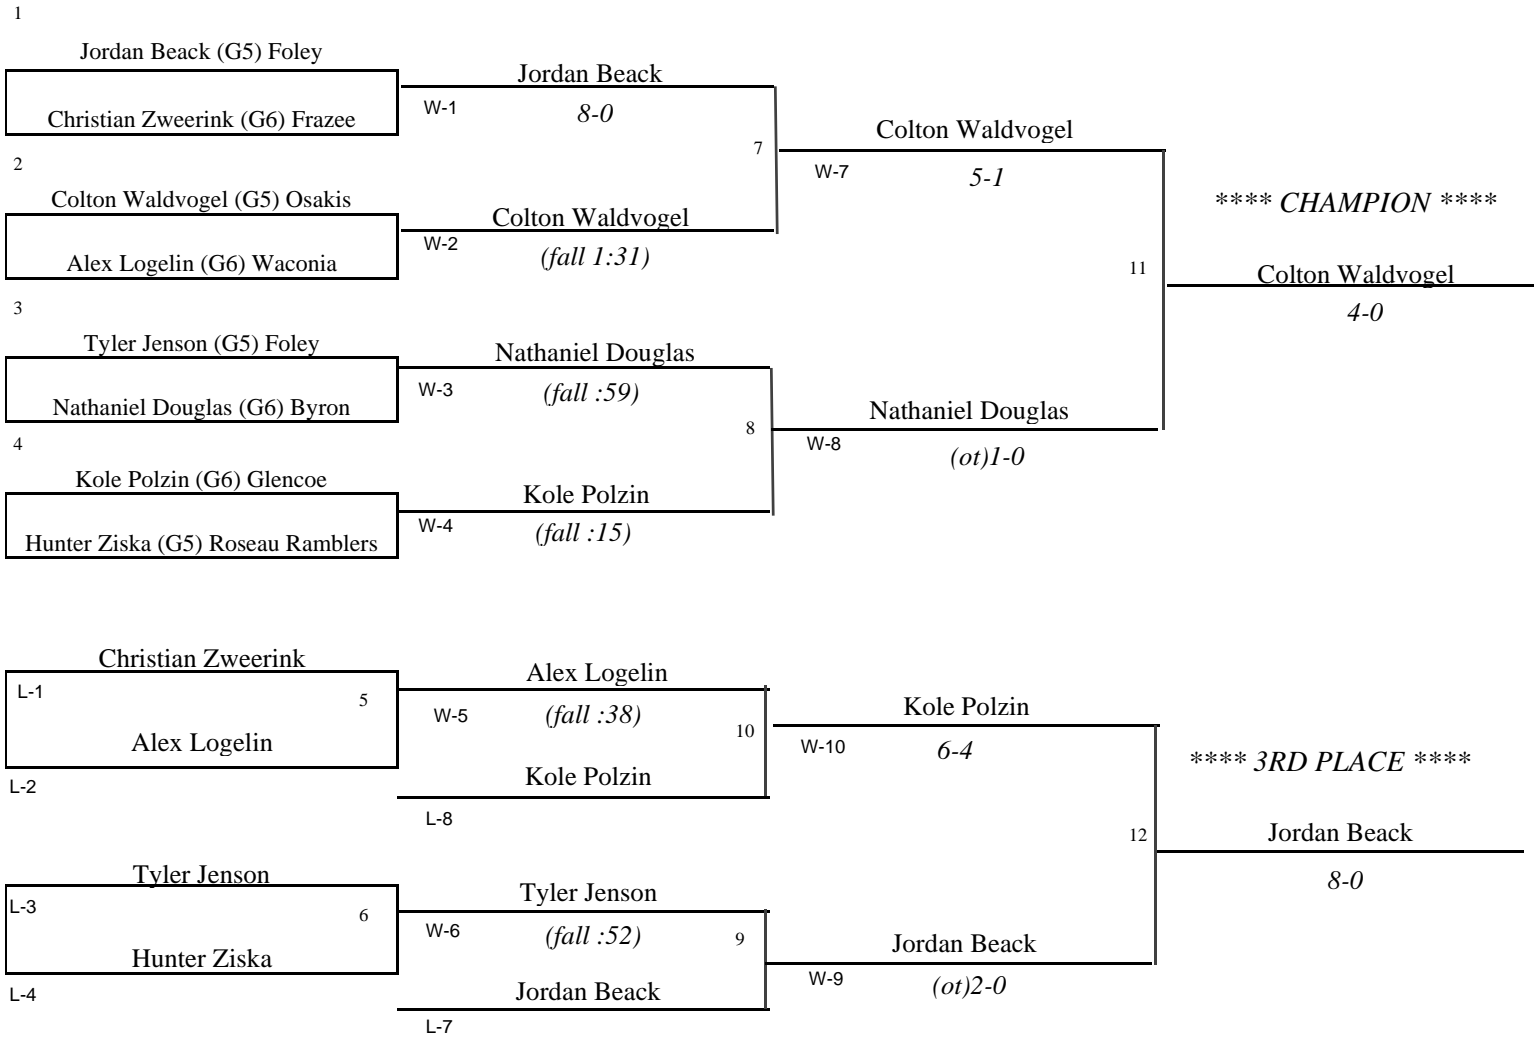 1
Jordan Beack (G5) Foley
Christian Zweerink (G6) Frazee
W-1
Jordan Beack
8-0
2
Colton Waldvogel (G5) Osakis
Alex Logelin (G6) Waconia
W-2
Colton Waldvogel
(fall 1:31)
7
W-7
Colton Waldvogel
5-1
3
Tyler Jenson (G5) Foley
Nathaniel Douglas (G6) Byron
W-3
Nathaniel Douglas
(fall :59)
4
Kole Polzin (G6) Glencoe
Hunter Ziska (G5) Roseau Ramblers
W-4
Kole Polzin
(fall :15)
8
W-8
Nathaniel Douglas
(ot)1-0
11
**** CHAMPION ****
Colton Waldvogel
4-0
Christian Zweerink
L-1
5
Alex Logelin
L-2
W-5
Alex Logelin
(fall :38)
10
Kole Polzin
L-8
W-10
Kole Polzin
6-4
Tyler Jenson
L-3
6
Hunter Ziska
L-4
W-6
Tyler Jenson
(fall :52)
9
Jordan Beack
L-7
W-9
Jordan Beack
(ot)2-0
12
**** 3RD PLACE ****
Jordan Beack
8-0